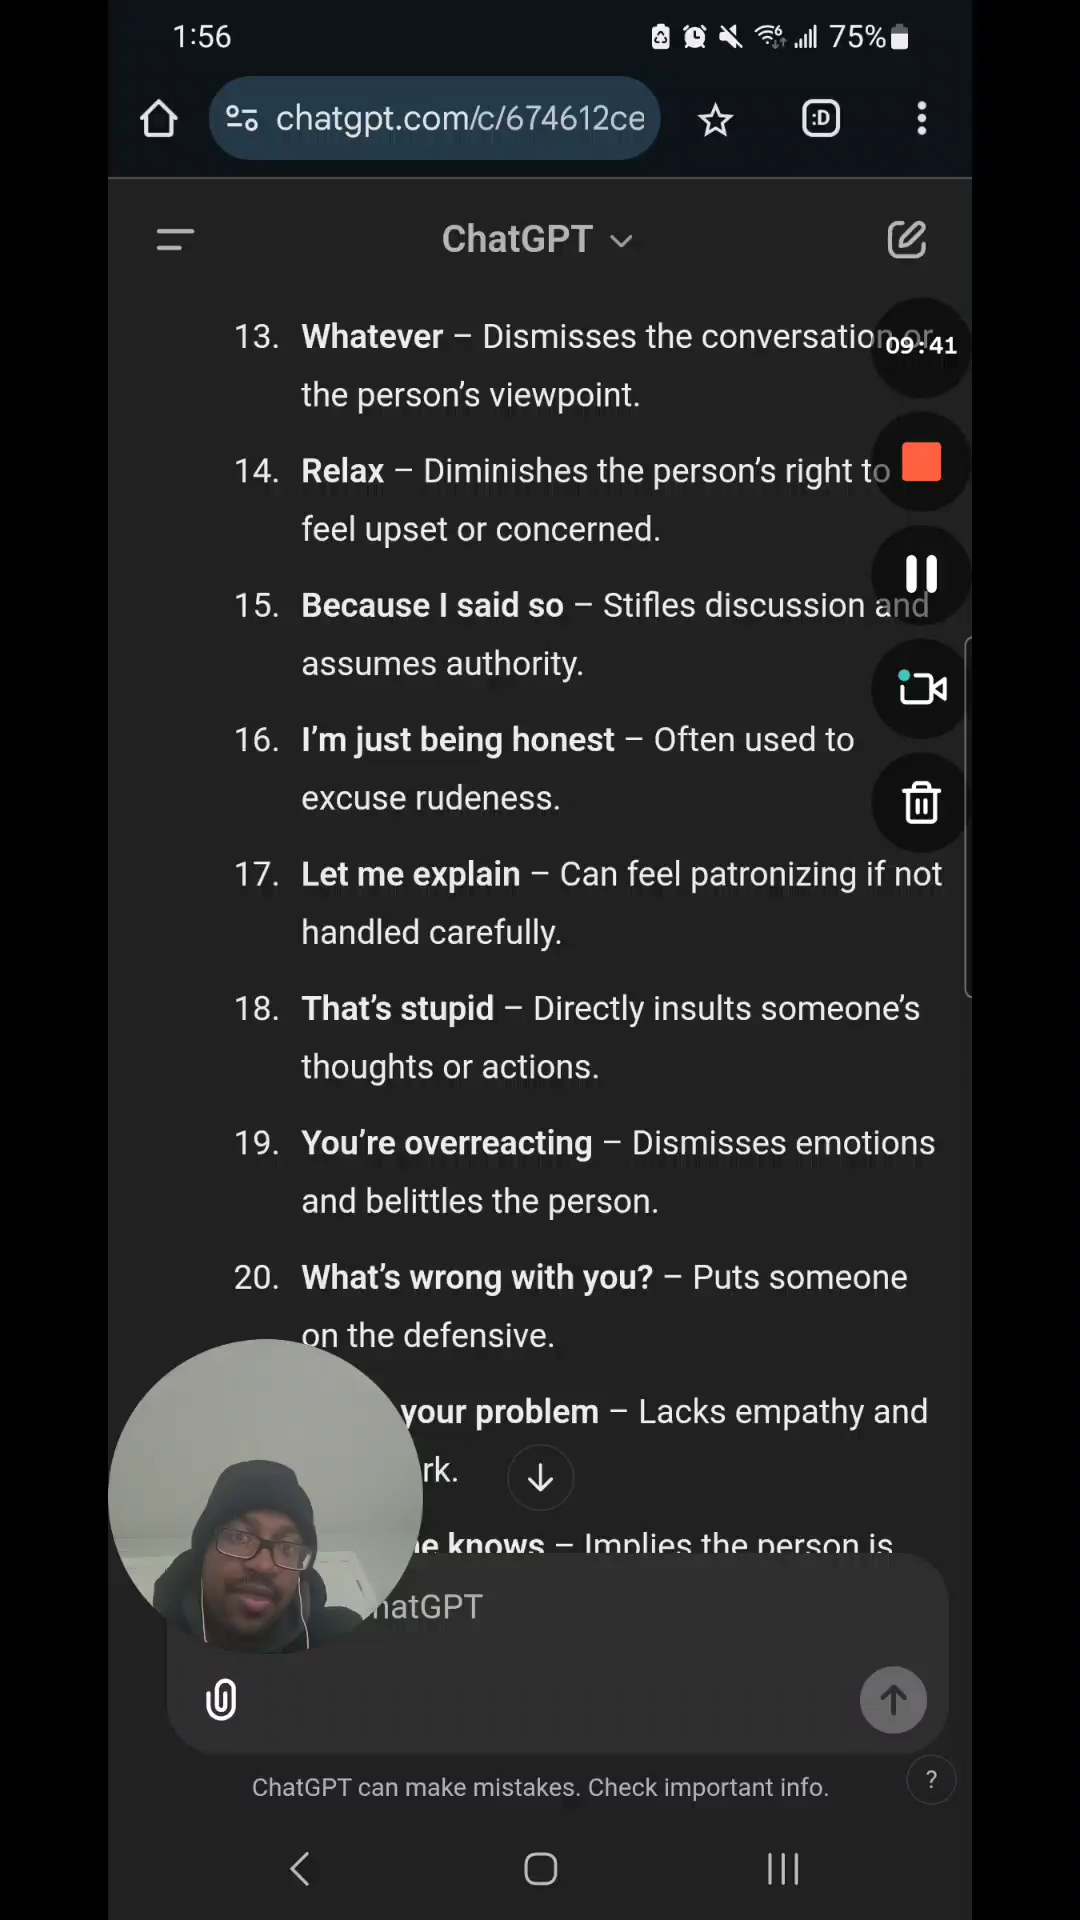 1:56
75%
chatgpt.com/c/674612ce
:D
ChatGPT
13. Whatever – Dismisses the conversation or
09:41
the person's viewpoint.
14. Relax – Diminishes the person's right to
feel upset or concerned.
15. Because I said so – Stifles discussion and
assumes authority.
16. I'm just being honest – Often used to
excuse rudeness.
17. Let me explain – Can feel patronizing if not
handled carefully.
18. That's stupid – Directly insults someone's
thoughts or actions.
19. You're overreacting – Dismisses emotions
and belittles the person.
20. What's wrong with you? – Puts someone
on the defensive.
your problem – Lacks empathy and
rk.
e knows – Implies the person is
hatGPT
ChatGPT can make mistakes. Check important info.
?